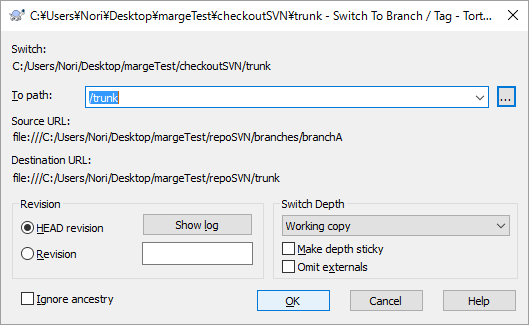 C:¥Users¥Nori¥Desktop¥margeTest¥checkoutSVN¥trunk - Switch To Branch / Tag - Tort...
Switch:
C:/Users/Nori/Desktop/margeTest/checkoutSVN/trunk
To path:
/trunk
...
Source URL:
file:///C:/Users/Nori/Desktop/margeTest/repoSVN/branches/branchA
Destination URL:
file:///C:/Users/Nori/Desktop/margeTest/repoSVN/trunk
Revision
HEAD revision
Show log
Revision
Switch Depth
Working copy
Make depth sticky
Omit externals
Ignore ancestry
OK
Cancel
Help